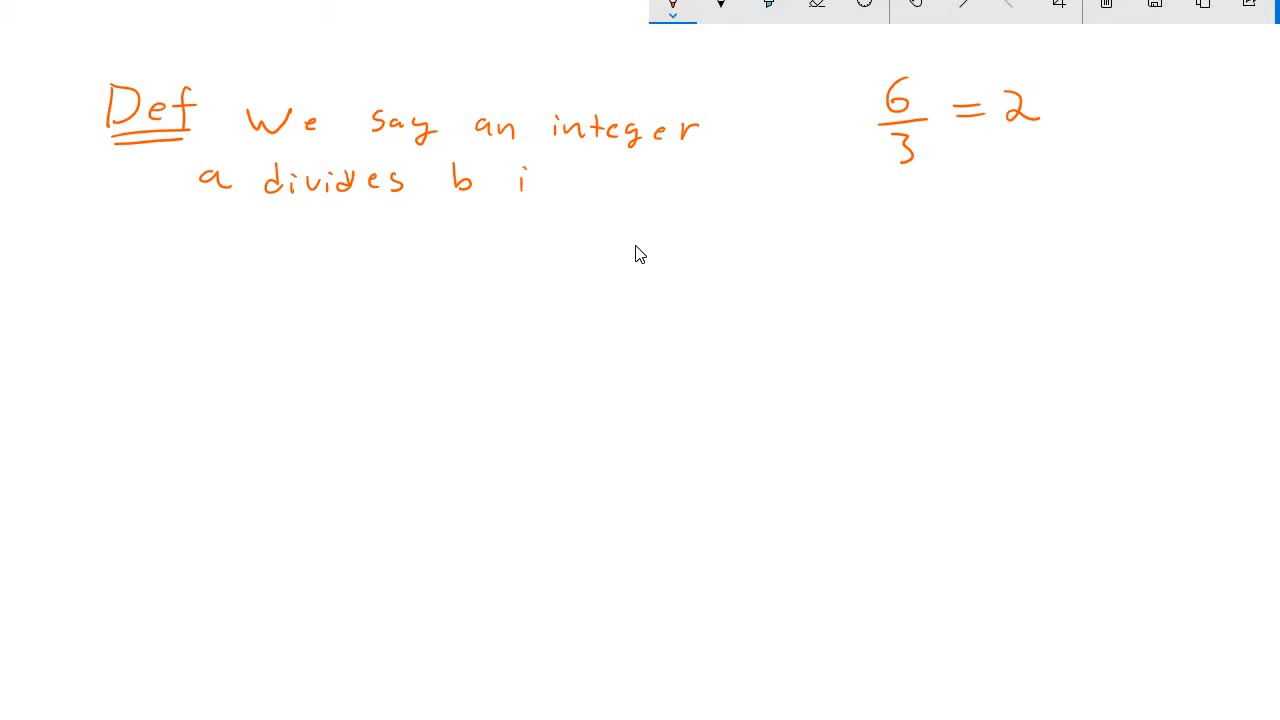 Def We say an integer
a divides b i
6/3 = 2